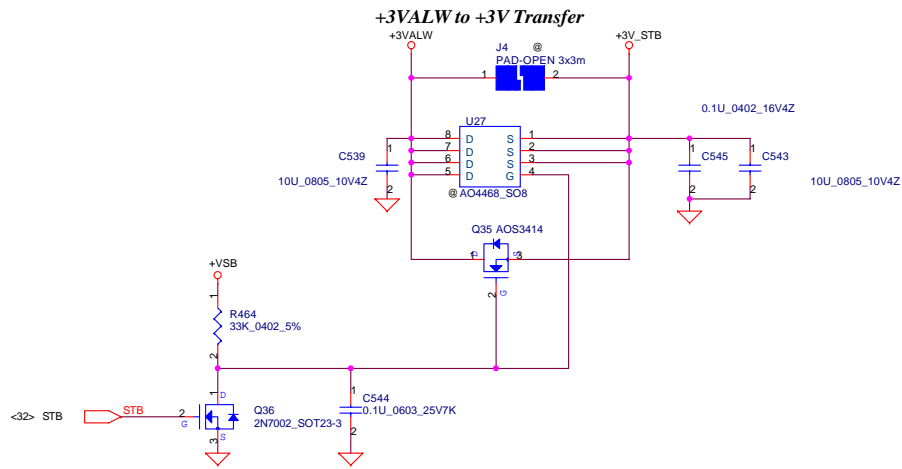 +3VALW to +3V Transfer
+3VALW
+3V_STB
J4
@
PAD-OPEN 3x3m
1
2
0.1U_0402_16V4Z
U27
8 D S 1
7 D S 2
6 D S 3
5 D G 4
@ AO4468_SO8
C539
1
2
10U_0805_10V4Z
1
C545
2
1
C543
2
10U_0805_10V4Z
Q35 AOS3414
1 D S 3
2 G
+VSB
1
R464
33K_0402_5%
2
1 D
<32> STB
STB
2
G
Q36
2N7002_SOT23-3
3 S
1
C544
0.1U_0603_25V7K
2